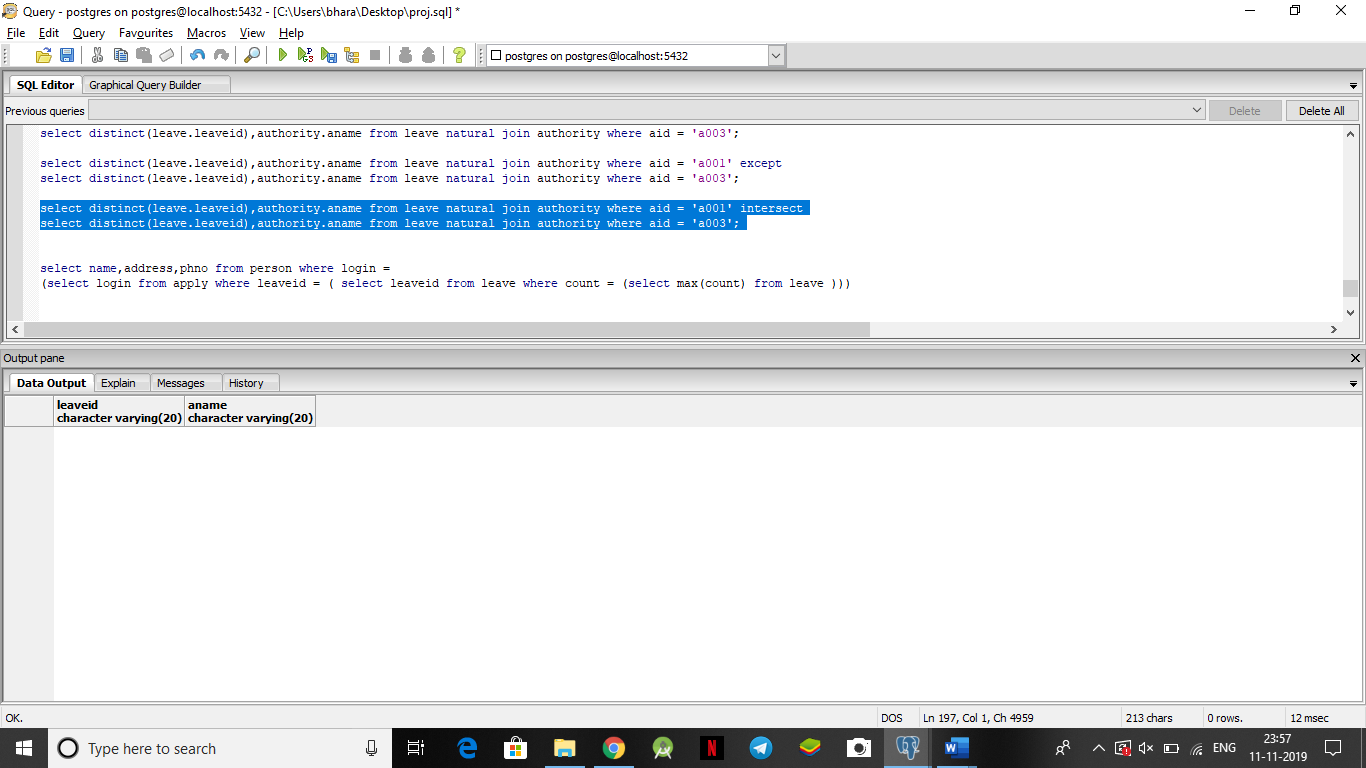 Query - postgres on postgres@localhost:5432 - [C:\Users\bhara\Desktop\proj.sql] *
File Edit Query Favourites Macros View Help
postgres on postgres@localhost:5432
SQL Editor Graphical Query Builder
Previous queries Delete Delete All
select distinct(leave.leaveid),authority.aname from leave natural join authority where aid = 'a003';
select distinct(leave.leaveid),authority.aname from leave natural join authority where aid = 'a001' except
select distinct(leave.leaveid),authority.aname from leave natural join authority where aid = 'a003';
select distinct(leave.leaveid),authority.aname from leave natural join authority where aid = 'a001' intersect
select distinct(leave.leaveid),authority.aname from leave natural join authority where aid = 'a003';
select name,address,phno from person where login =
(select login from apply where leaveid = ( select leaveid from leave where count = (select max(count) from leave )))
Output pane
Data Output Explain Messages History
leaveid aname
character varying(20) character varying(20)
OK. DOS Ln 197, Col 1, Ch 4959 213 chars 0 rows. 12 msec
Type here to search ENG 23:57
11-11-2019